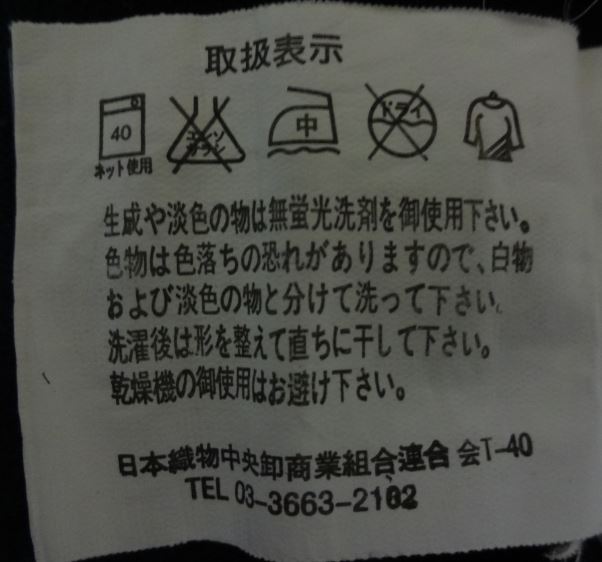 取扱表示
40
ネット使用
エンソ
サラシ
中
ドライ
生成や淡色の物は無蛍光洗剤を御使用下さい。
色物は色落ちの恐れがありますので、白物
および淡色の物と分けて洗って下さい。
洗濯後は形を整えて直ちに干して下さい。
乾燥機の御使用はお避け下さい。
日本織物中央卸商業組合連合会T-40
TEL 03-3663-2102